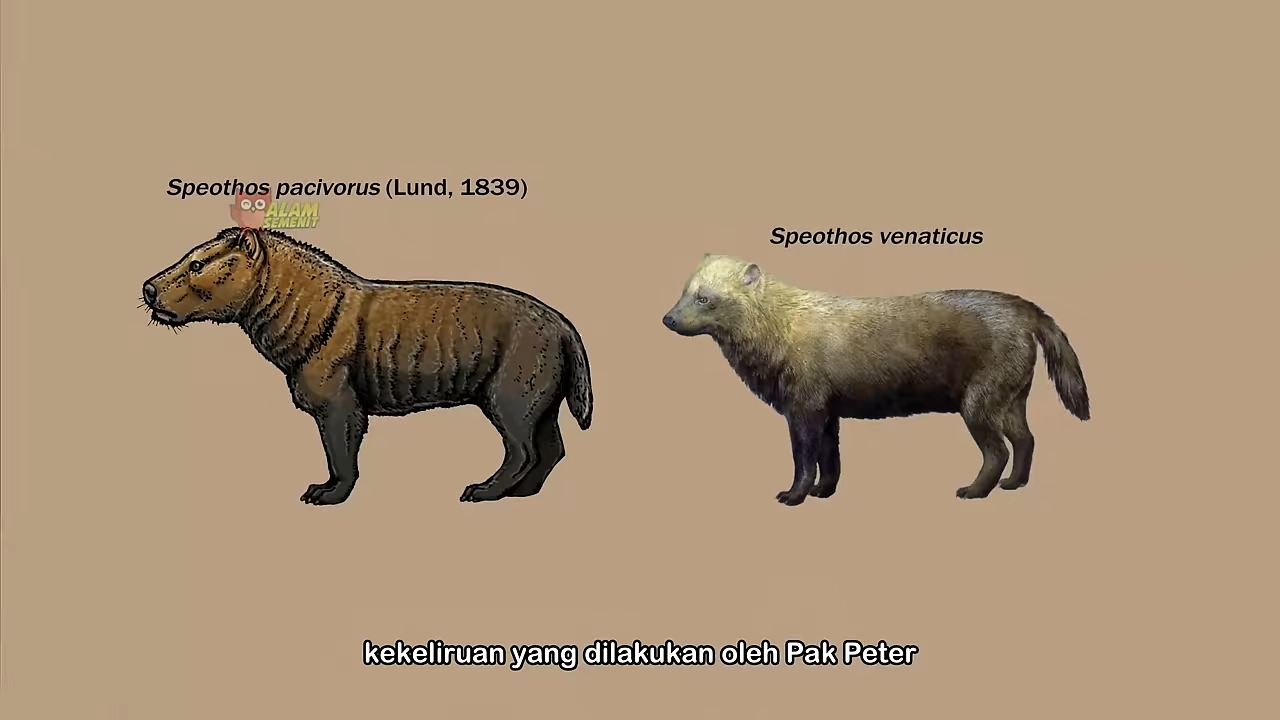 Speothos pacivorus (Lund, 1839)
ALAM
SEMENIT
Speothos venaticus
kekeliruan yang dilakukan oleh Pak Peter